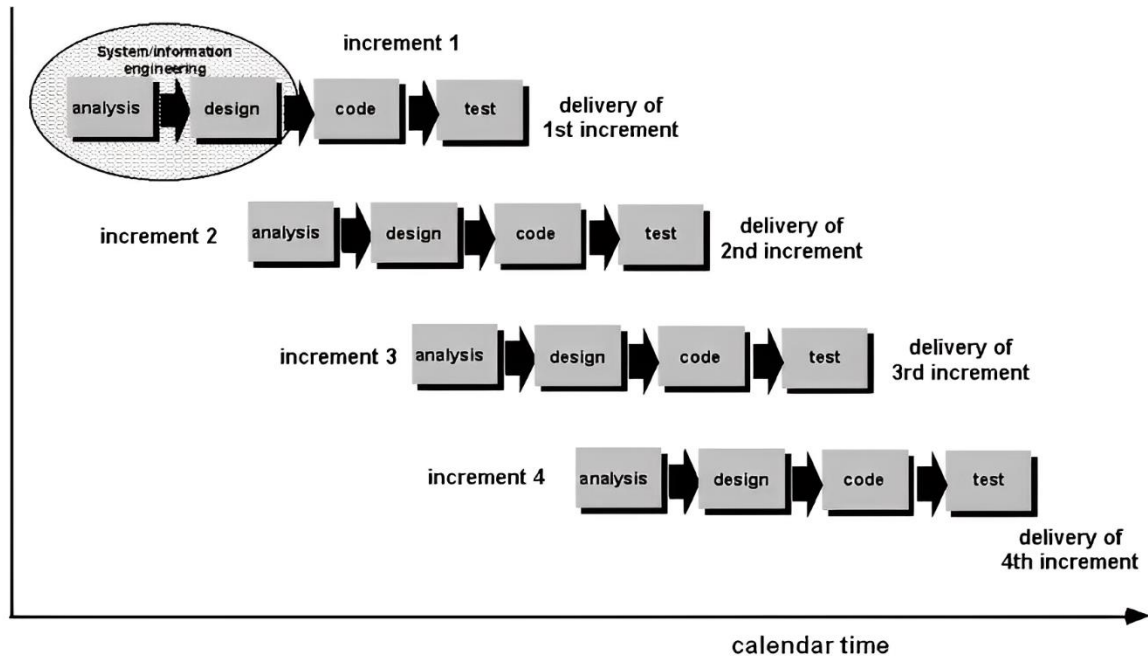 increment 1
System/information
engineering
analysis
design
code
test
delivery of
1st increment
increment 2
analysis
design
code
test
delivery of
2nd increment
increment 3
analysis
design
code
test
delivery of
3rd increment
increment 4
analysis
design
code
test
delivery of
4th increment
calendar time